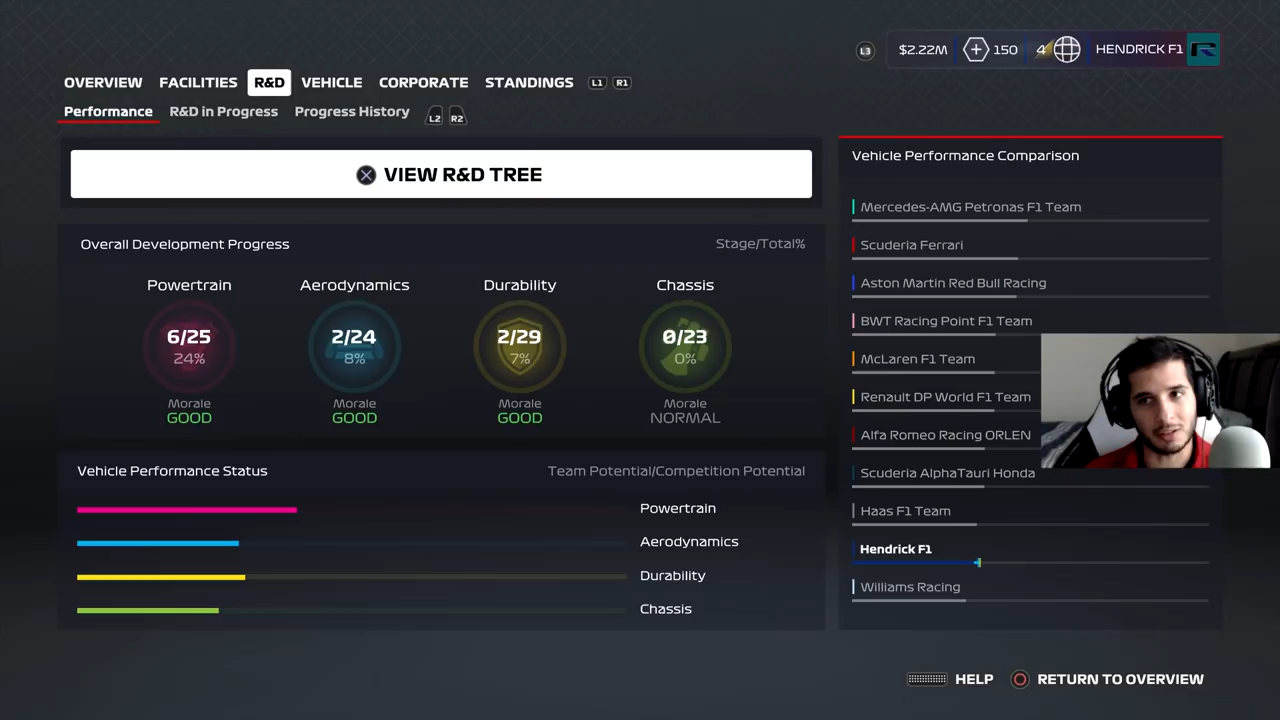 L3 $2.22M 150 4 HENDRICK F1
OVERVIEW FACILITIES R&D VEHICLE CORPORATE STANDINGS L1 R1
Performance R&D in Progress Progress History L2 R2
VIEW R&D TREE
Overall Development Progress Stage/Total%
Powertrain Aerodynamics Durability Chassis
6/25 2/24 2/29 0/23
24% 8% 7% 0%
Morale Morale Morale Morale
GOOD GOOD GOOD NORMAL
Vehicle Performance Status Team Potential/Competition Potential
Powertrain
Aerodynamics
Durability
Chassis
Vehicle Performance Comparison
Mercedes-AMG Petronas F1 Team
Scuderia Ferrari
Aston Martin Red Bull Racing
BWT Racing Point F1 Team
McLaren F1 Team
Renault DP World F1 Team
Alfa Romeo Racing ORLEN
Scuderia AlphaTauri Honda
Haas F1 Team
Hendrick F1
Williams Racing
HELP RETURN TO OVERVIEW